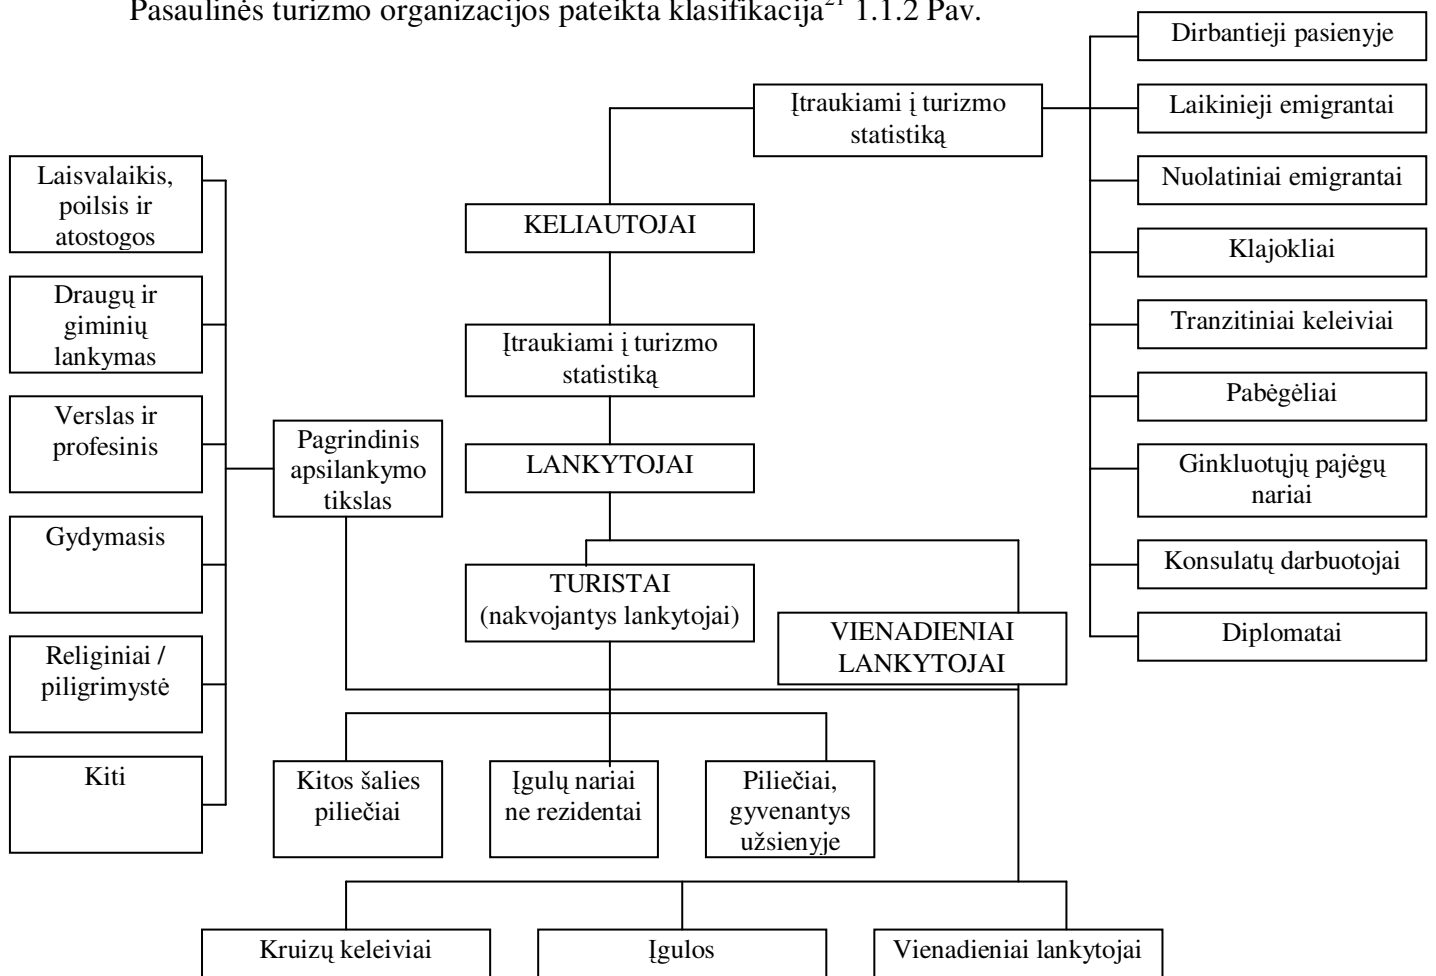 Pasaulinės turizmo organizacijos pateikta klasifikacija21 1.1.2 Pav.
Dirbantieji pasienyje
Įtraukiami į turizmo
statistiką
Laikinieji emigrantai
Nuolatiniai emigrantai
Klajokliai
Tranzitiniai keleiviai
Pabėgėliai
Ginkluotųjų pajėgų
nariai
Konsulatų darbuotojai
Diplomatai
KELIAUTOJAI
Įtraukiami į turizmo
statistiką
LANKYTOJAI
Laisvalaikis,
poilsis ir
atostogos
Draugų ir
giminių
lankymas
Verslas ir
profesinis
Gydymasis
Religiniai /
piligrimystė
Kiti
Pagrindinis
apsilankymo
tikslas
TURISTAI
(nakvojantys lankytojai)
VIENADIENIAI
LANKYTOJAI
Kitos šalies
piliečiai
Įgulų nariai
ne rezidentai
Piliečiai,
gyvenantys
užsienyje
Kruizų keleiviai
Įgulos
Vienadieniai lankytojai